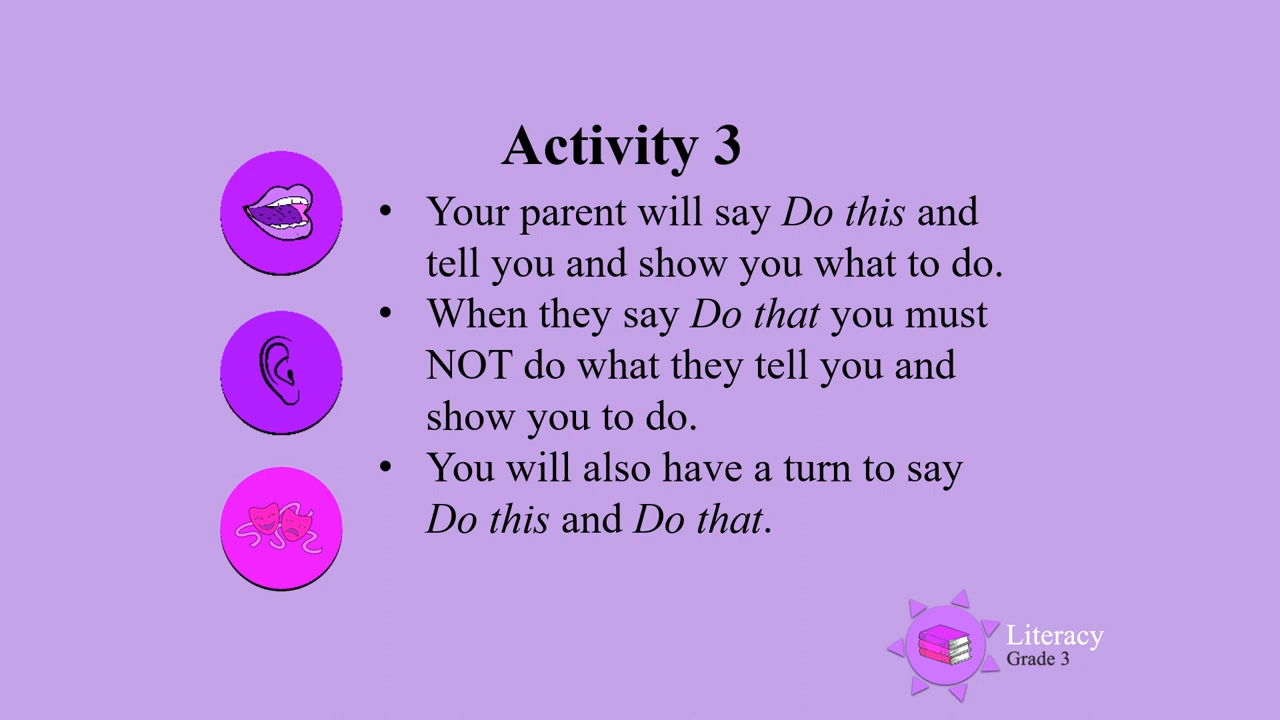 Activity 3
• Your parent will say Do this and
tell you and show you what to do.
• When they say Do that you must
NOT do what they tell you and
show you to do.
• You will also have a turn to say
Do this and Do that.
Literacy
Grade 3